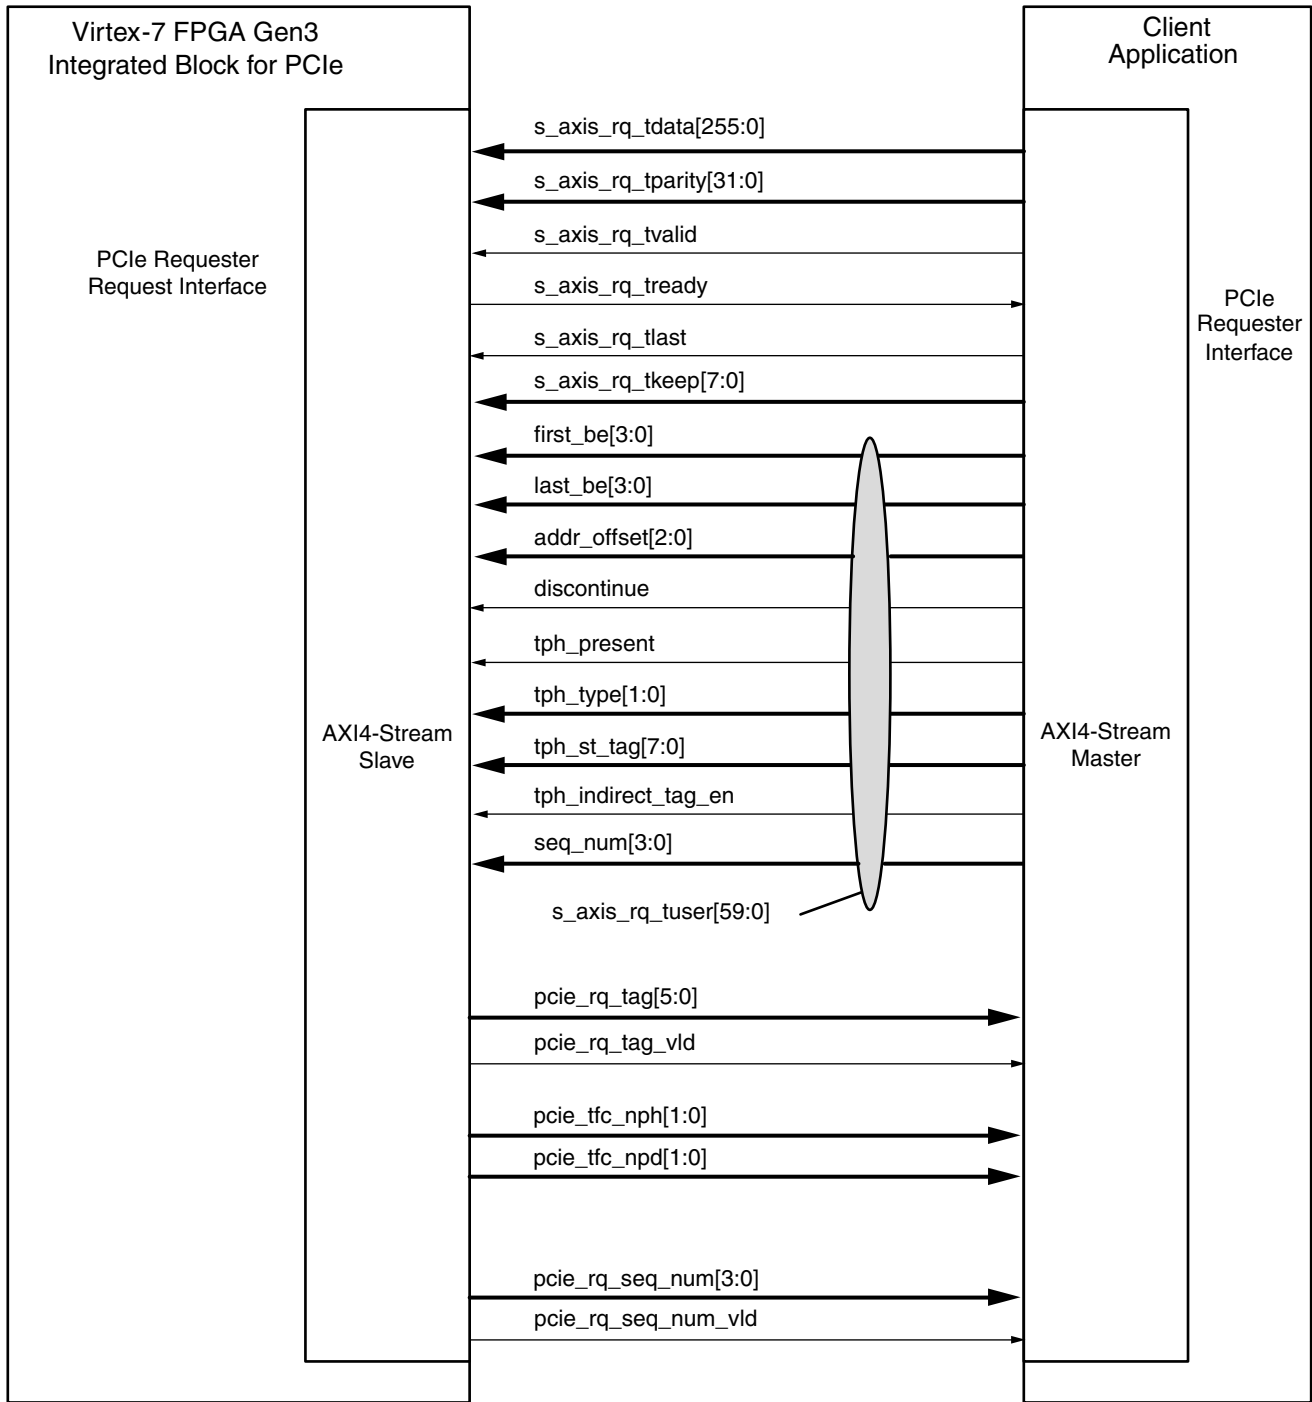 Virtex-7 FPGA Gen3
Integrated Block for PCIe
Client
Application
s_axis_rq_tdata[255:0]
s_axis_rq_tparity[31:0]
s_axis_rq_tvalid
PCIe Requester
Request Interface
s_axis_rq_tready
PCIe
Requester
Interface
s_axis_rq_tlast
s_axis_rq_tkeep[7:0]
first_be[3:0]
last_be[3:0]
addr_offset[2:0]
discontinue
tph_present
tph_type[1:0]
AXI4-Stream
Slave
AXI4-Stream
Master
tph_st_tag[7:0]
tph_indirect_tag_en
seq_num[3:0]
s_axis_rq_tuser[59:0]
pcie_rq_tag[5:0]
pcie_rq_tag_vld
pcie_tfc_nph[1:0]
pcie_tfc_npd[1:0]
pcie_rq_seq_num[3:0]
pcie_rq_seq_num_vld